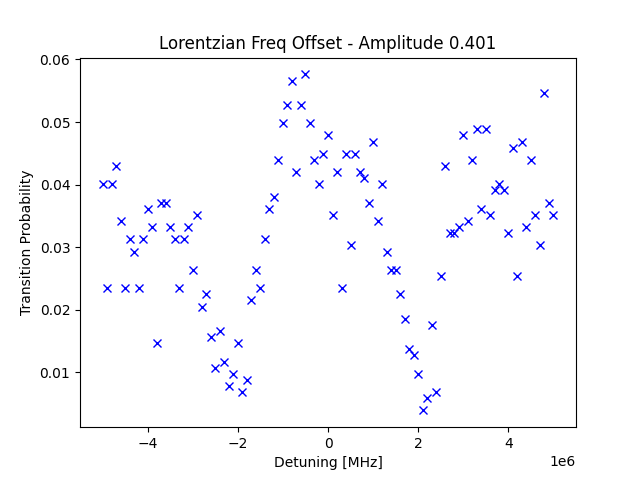 Lorentzian Freq Offset - Amplitude 0.401
0.06
0.05
0.04
0.03
0.02
0.01
Transition Probability
−4
−2
0
2
4
1e6
Detuning [MHz]